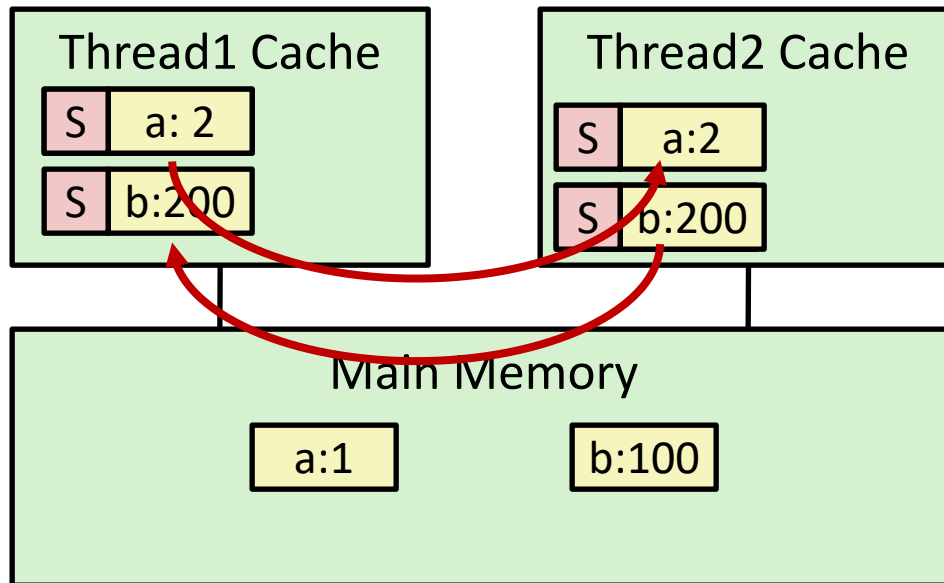 Thread1 Cache
S a: 2
S b:200
Thread2 Cache
S a:2
S b:200
Main Memory
a:1
b:100